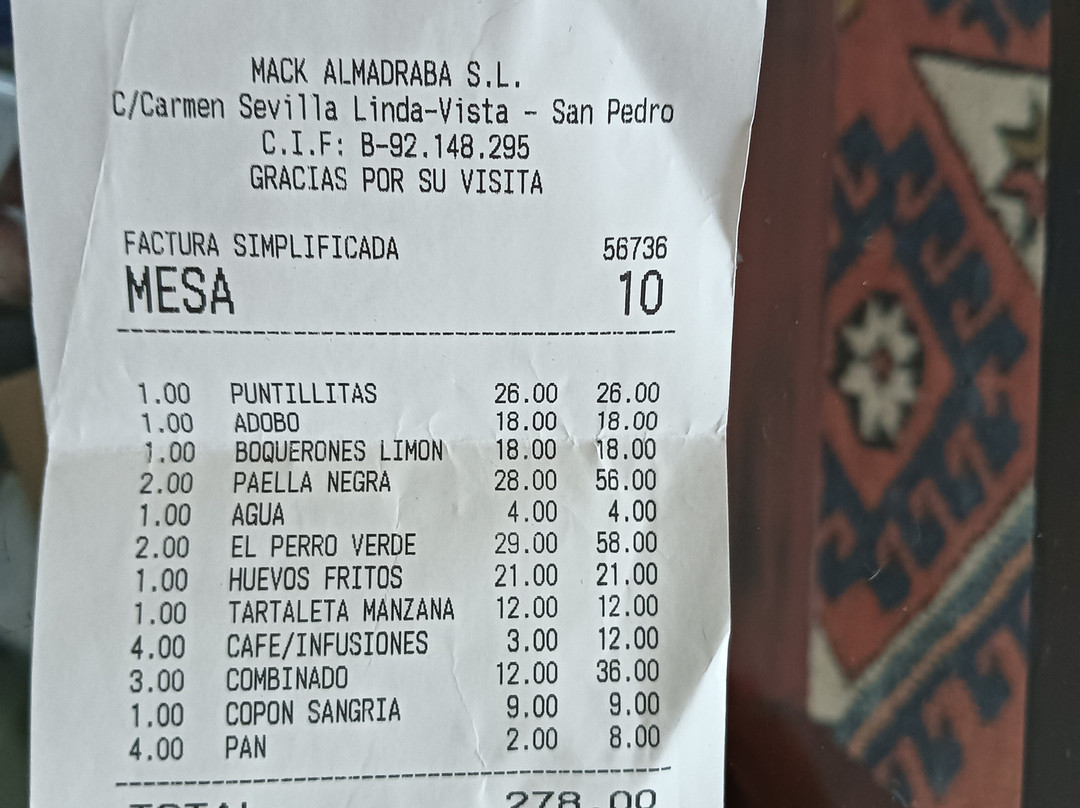 MACK ALMADRABA S.L.
C/Carmen Sevilla Linda-Vista - San Pedro
C.I.F: B-92.148.295
GRACIAS POR SU VISITA
FACTURA SIMPLIFICADA 56736
MESA 10
1.00 PUNTILLITAS 26.00 26.00
1.00 ADOBO 18.00 18.00
1.00 BOQUERONES LIMON 18.00 18.00
2.00 PAELLA NEGRA 28.00 56.00
1.00 AGUA 4.00 4.00
2.00 EL PERRO VERDE 29.00 58.00
1.00 HUEVOS FRITOS 21.00 21.00
1.00 TARTALETA MANZANA 12.00 12.00
4.00 CAFE/INFUSIONES 3.00 12.00
3.00 COMBINADO 12.00 36.00
1.00 COPON SANGRIA 9.00 9.00
4.00 PAN 2.00 8.00
TOTAL 278.00